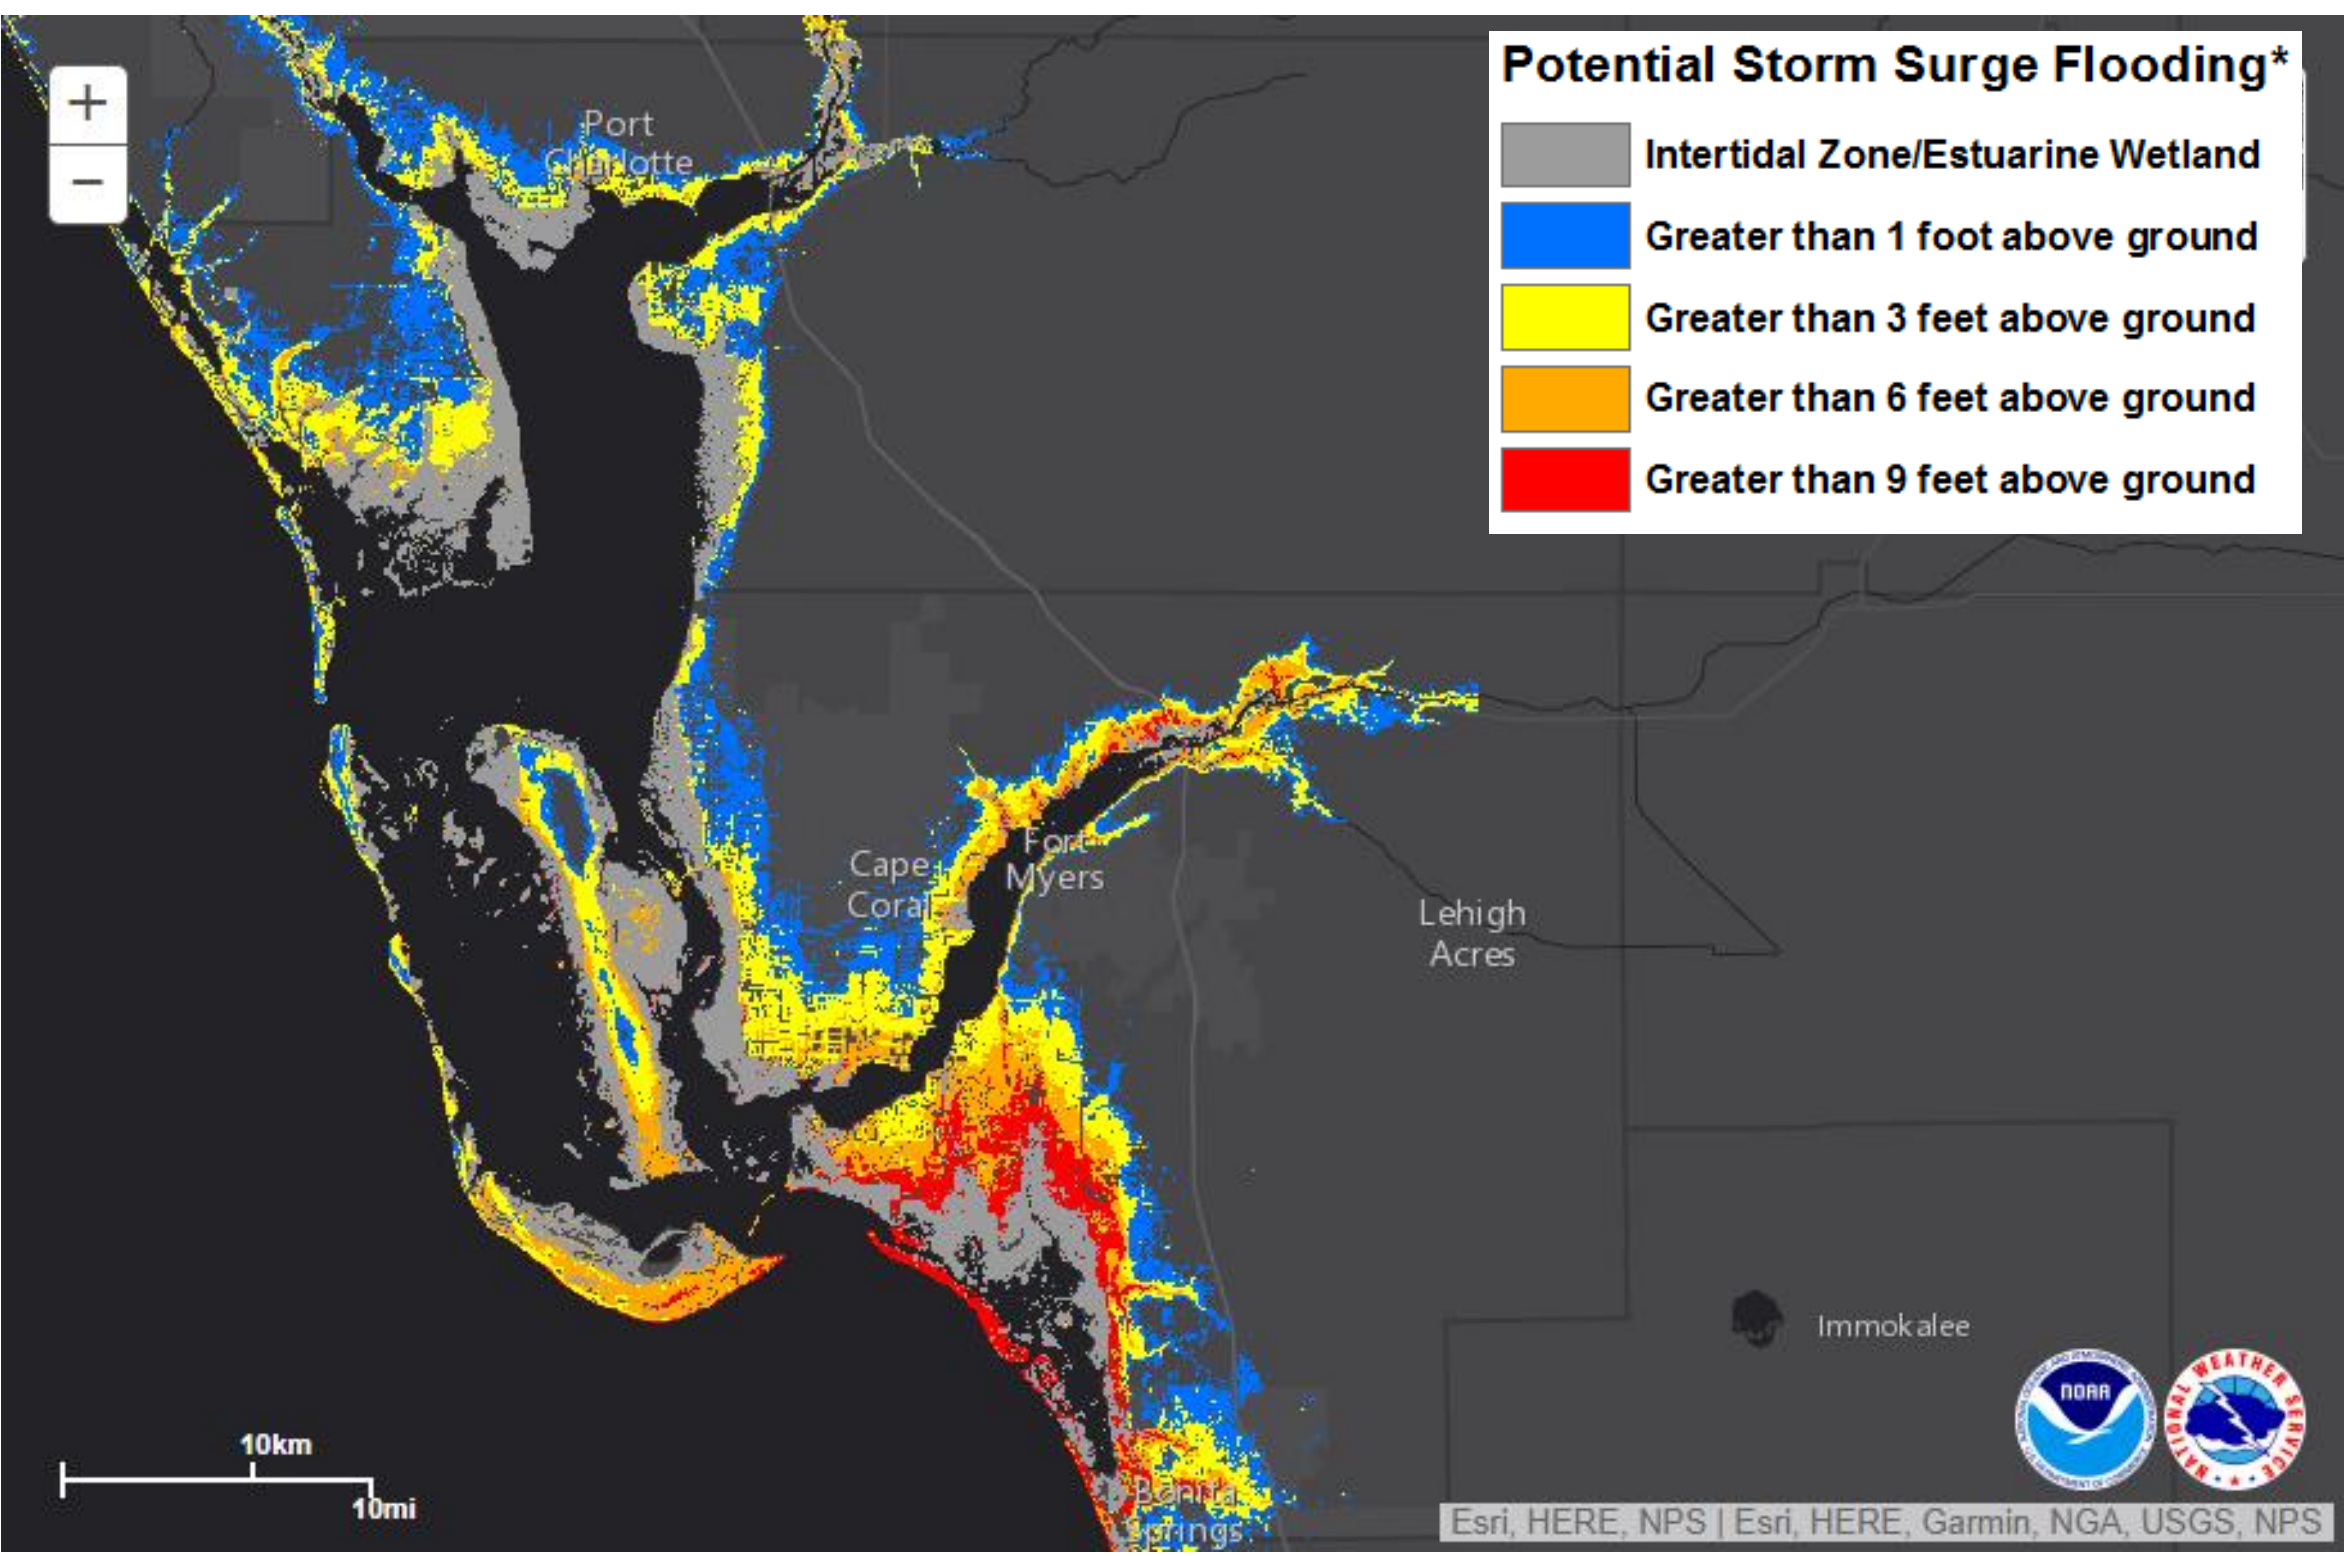 +
−
Potential Storm Surge Flooding*
Intertidal Zone/Estuarine Wetland
Greater than 1 foot above ground
Greater than 3 feet above ground
Greater than 6 feet above ground
Greater than 9 feet above ground
Port
Charlotte
Cape
Coral
Fort
Myers
Lehigh
Acres
Immokalee
Bonita
Springs
10km
10mi
NOAA
NATIONAL WEATHER SERVICE
Esri, HERE, NPS | Esri, HERE, Garmin, NGA, USGS, NPS